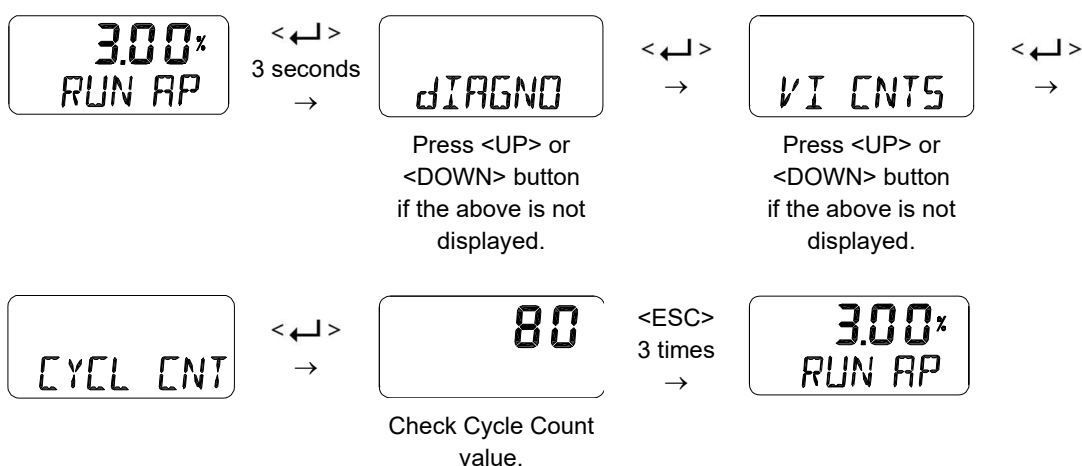 3.00%
RUN AP
<↵>
3 seconds
→
dIAGNO
Press <UP> or
<DOWN> button
if the above is not
displayed.
<↵>
→
VI CNTS
Press <UP> or
<DOWN> button
if the above is not
displayed.
<↵>
→
CYCL CNT
<↵>
→
80
Check Cycle Count
value.
<ESC>
3 times
→
3.00%
RUN AP